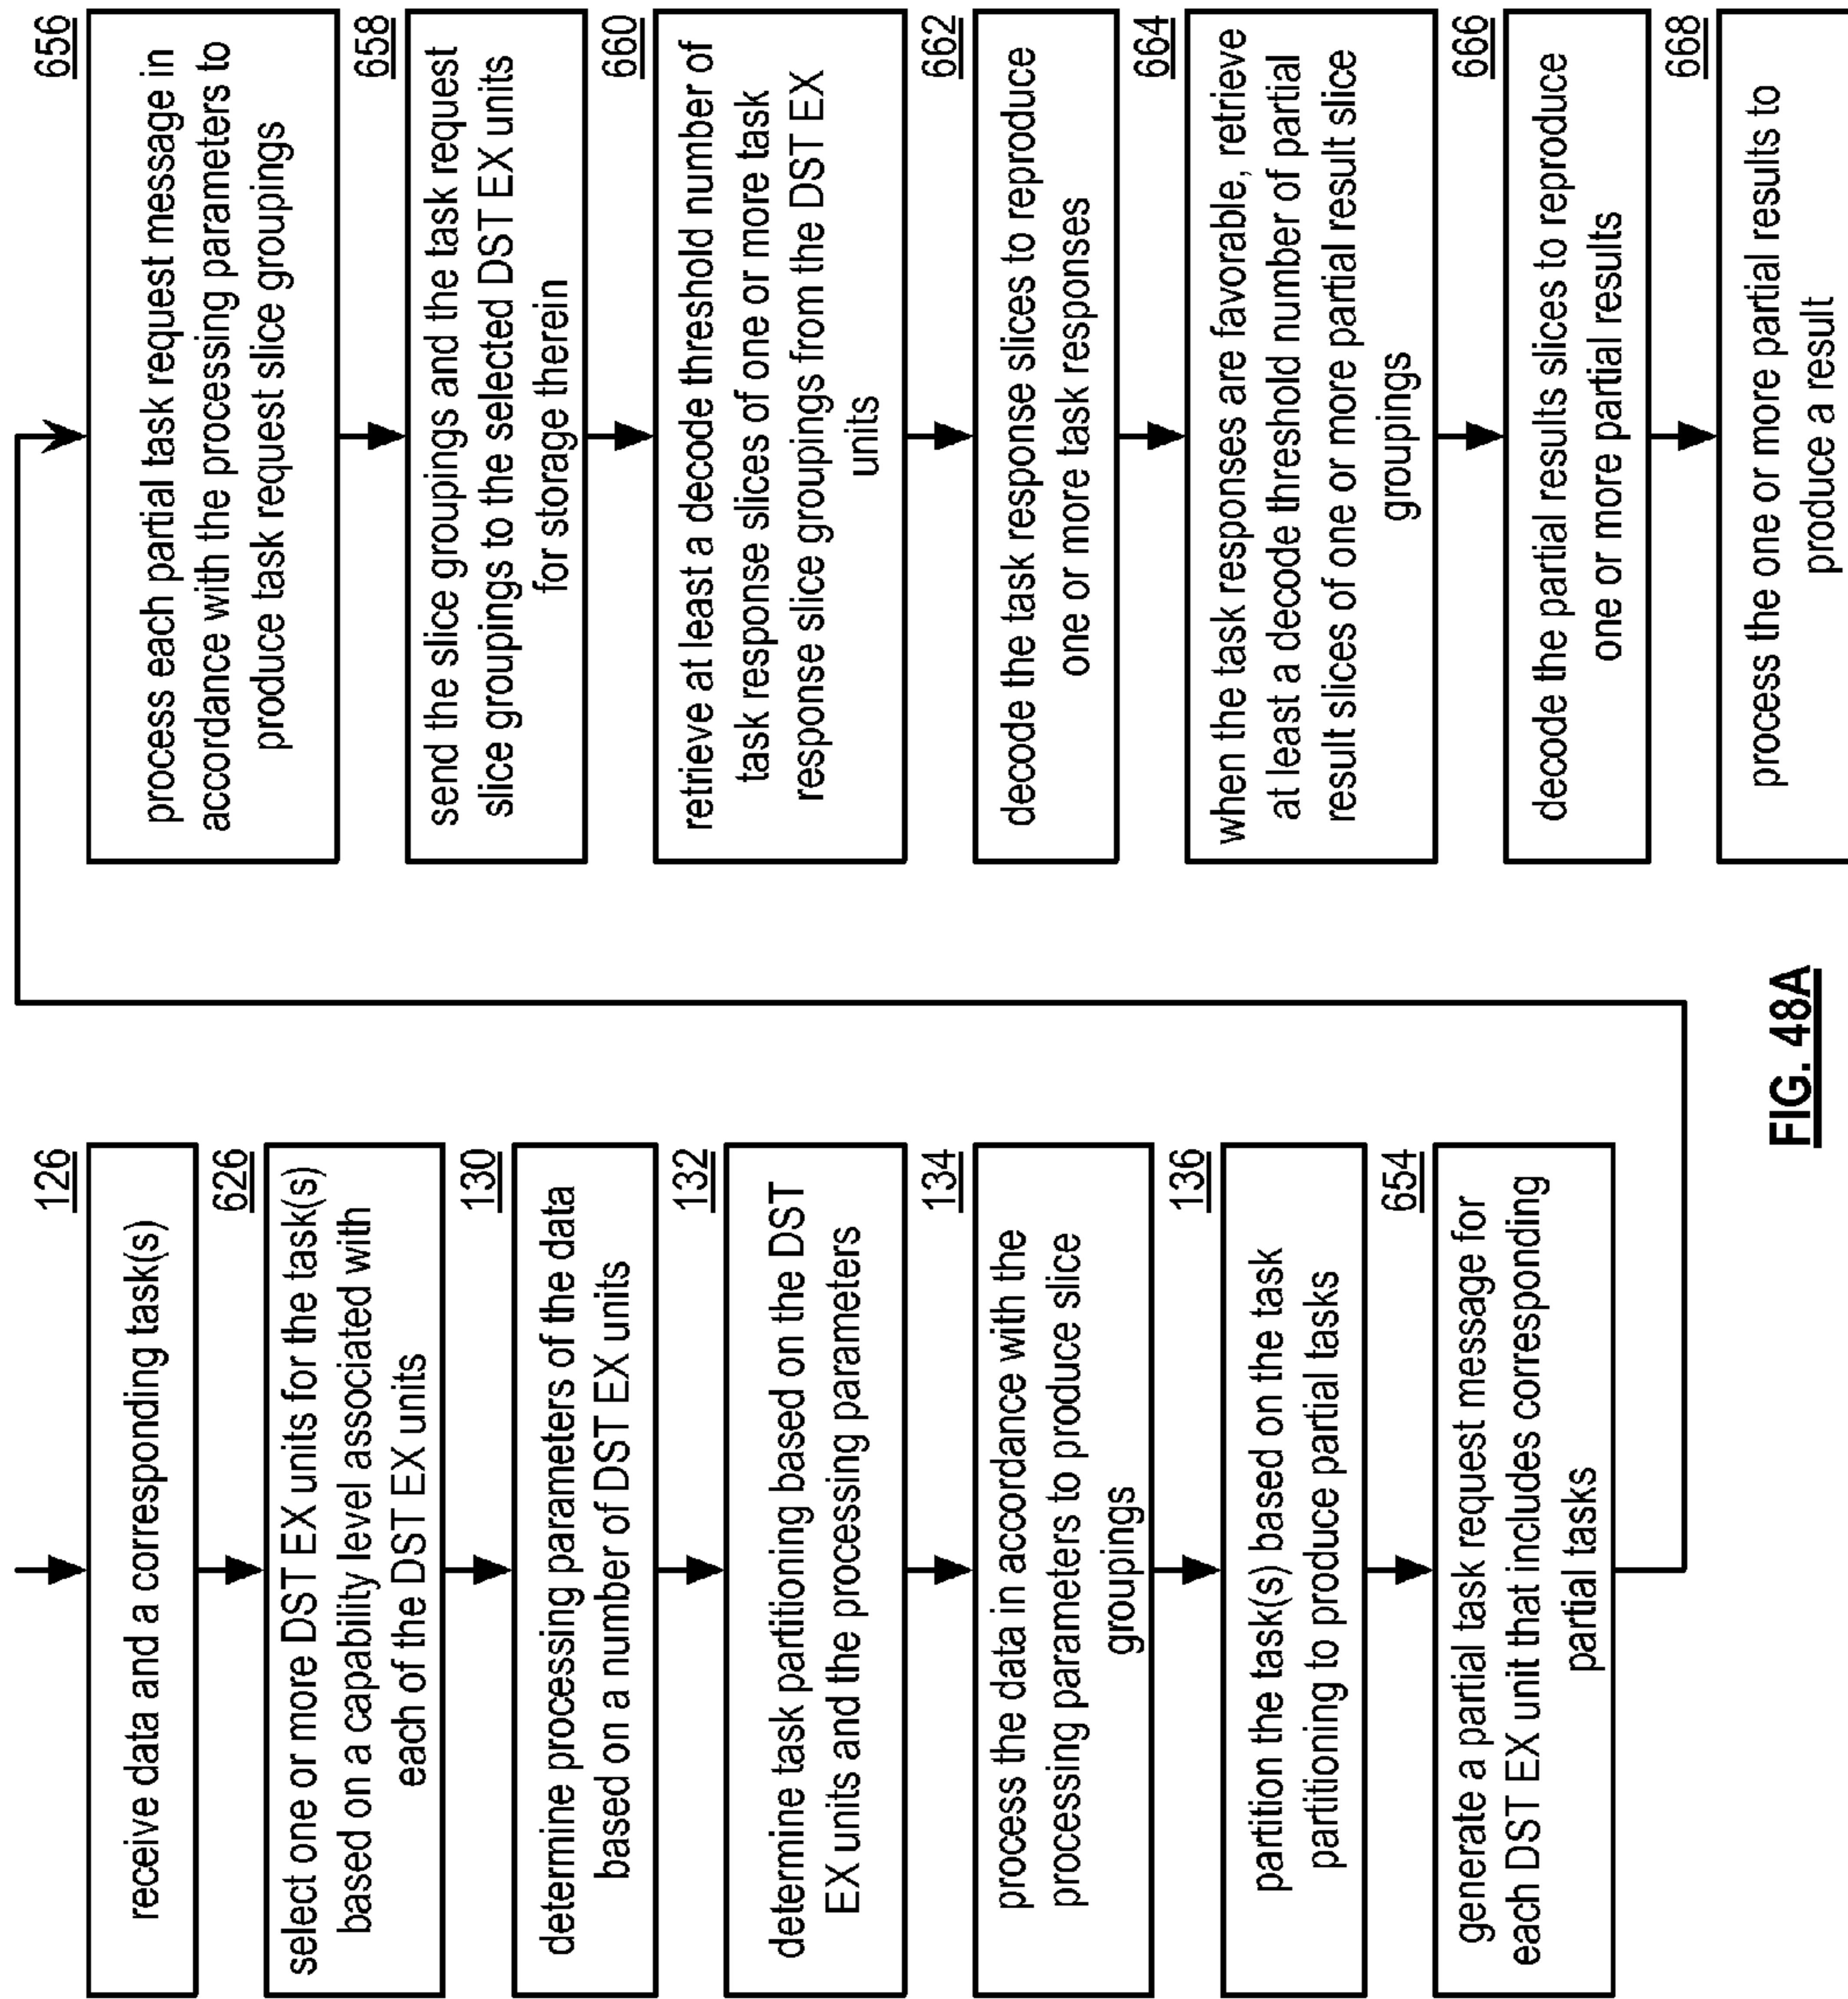 126
receive data and a corresponding task(s)
626
select one or more DST EX units for the task(s)
based on a capability level associated with
each of the DST EX units
130
determine processing parameters of the data
based on a number of DST EX units
132
determine task partitioning based on the DST
EX units and the processing parameters
134
process the data in accordance with the
processing parameters to produce slice
groupings
136
partition the task(s) based on the task
partitioning to produce partial tasks
654
generate a partial task request message for
each DST EX unit that includes corresponding
partial tasks
656
process each partial task request message in
accordance with the processing parameters to
produce task request slice groupings
658
send the slice groupings and the task request
slice groupings to the selected DST EX units
for storage therein
660
retrieve at least a decode threshold number of
task response slices of one or more task
response slice groupings from the DST EX
units
662
decode the task response slices to reproduce
one or more task responses
664
when the task responses are favorable, retrieve
at least a decode threshold number of partial
result slices of one or more partial result slice
groupings
666
decode the partial results slices to reproduce
one or more partial results
668
process the one or more partial results to
produce a result
FIG. 48A